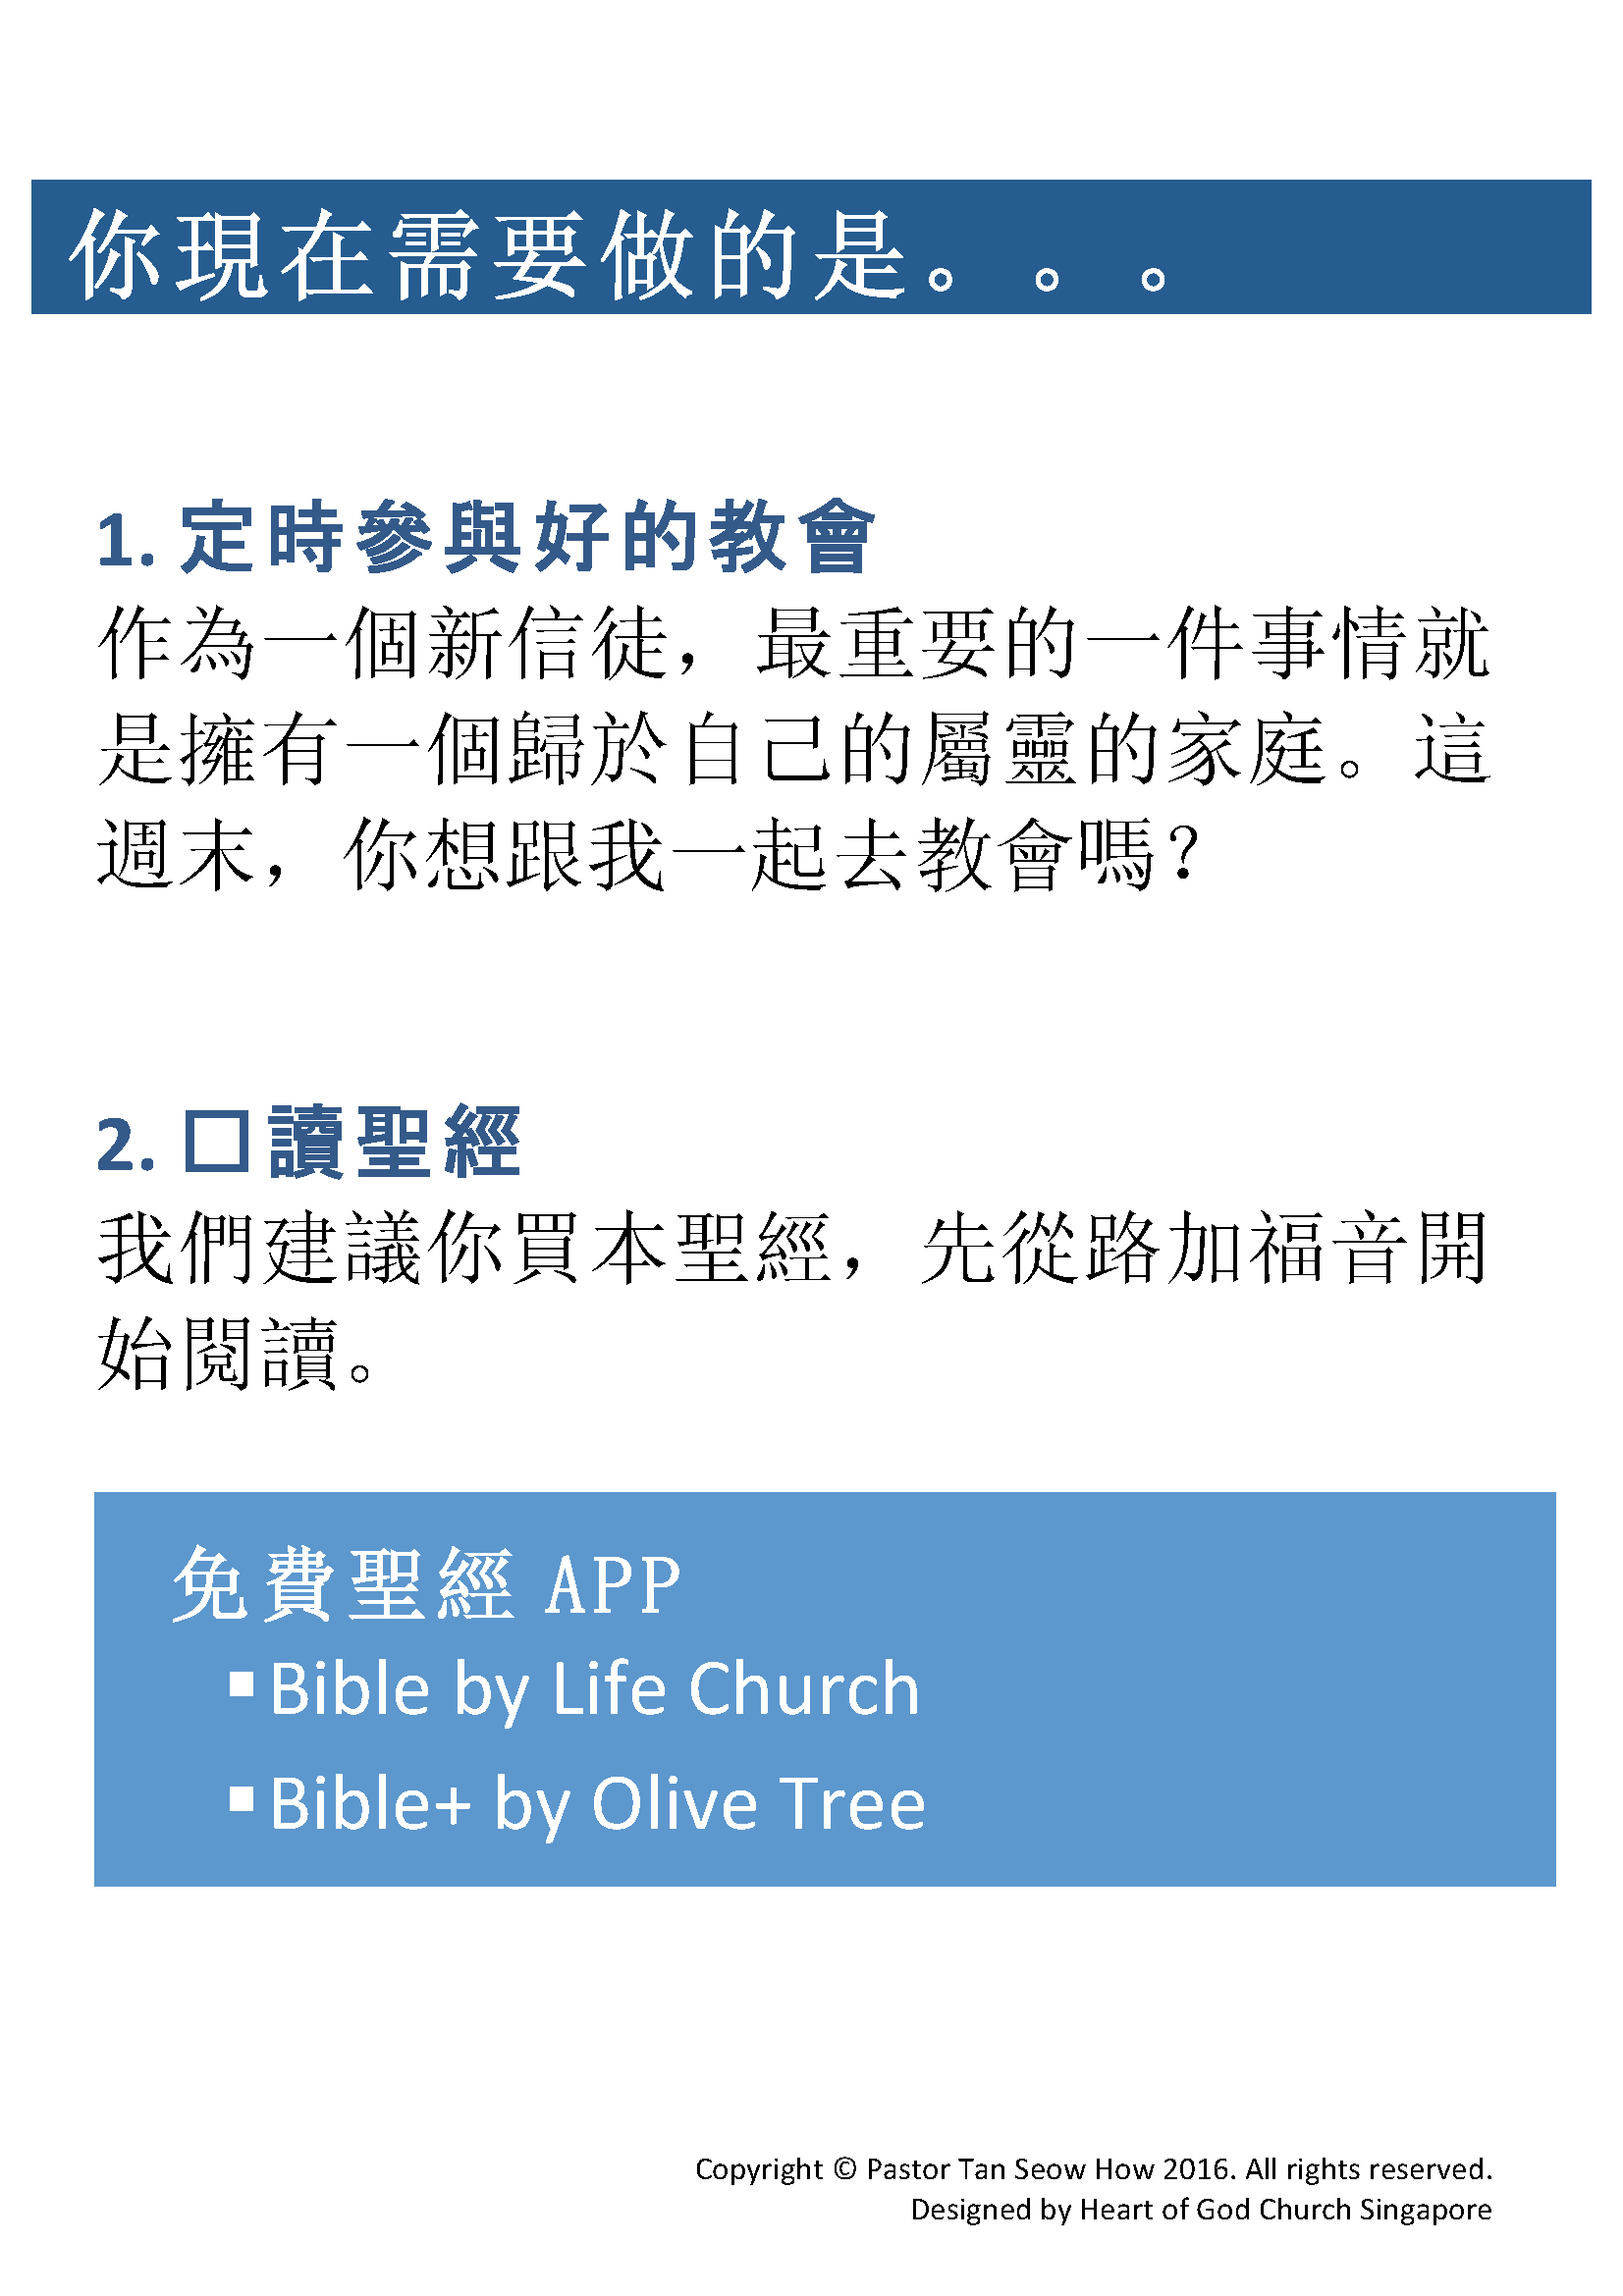 你現在需要做的是。。。
1. 定時參與好的教會
作為一個新信徒，最重要的一件事情就
是擁有一個歸於自己的屬靈的家庭。這
週末，你想跟我一起去教會嗎？
2. □讀聖經
我們建議你買本聖經，先從路加福音開
始閱讀。
免費聖經 APP
▪ Bible by Life Church
▪ Bible+ by Olive Tree
Copyright © Pastor Tan Seow How 2016. All rights reserved.
Designed by Heart of God Church Singapore